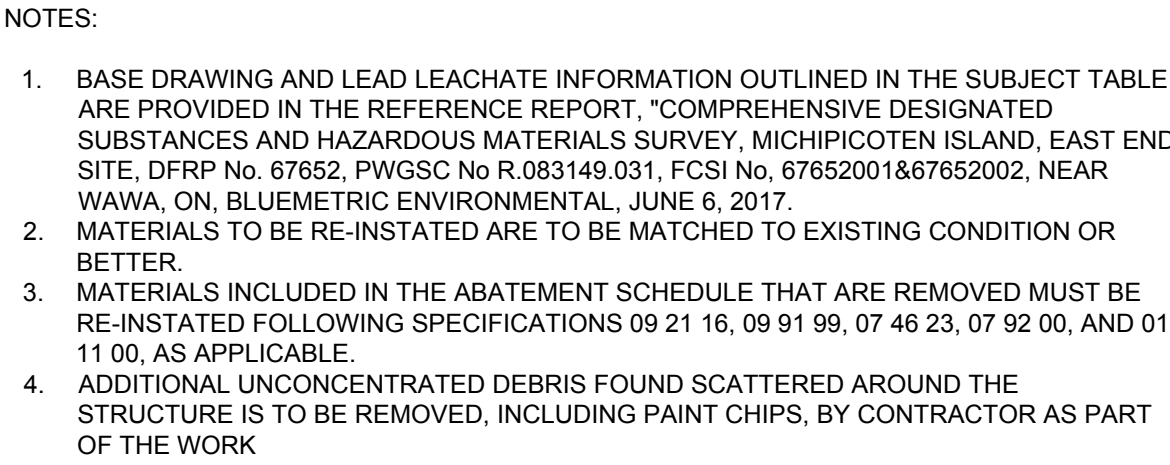 NOTES:
1. BASE DRAWING AND LEAD LEACHATE INFORMATION OUTLINED IN THE SUBJECT TABLE
ARE PROVIDED IN THE REFERENCE REPORT, "COMPREHENSIVE DESIGNATED
SUBSTANCES AND HAZARDOUS MATERIALS SURVEY, MICHIPICOTEN ISLAND, EAST END
SITE, DFRP No. 67652, PWGSC No R.083149.031, FCSI No, 67652001&67652002, NEAR
WAWA, ON, BLUEMETRIC ENVIRONMENTAL, JUNE 6, 2017.
2. MATERIALS TO BE RE-INSTATED ARE TO BE MATCHED TO EXISTING CONDITION OR
BETTER.
3. MATERIALS INCLUDED IN THE ABATEMENT SCHEDULE THAT ARE REMOVED MUST BE
RE-INSTATED FOLLOWING SPECIFICATIONS 09 21 16, 09 91 99, 07 46 23, 07 92 00, AND 01
11 00, AS APPLICABLE.
4. ADDITIONAL UNCONCENTRATED DEBRIS FOUND SCATTERED AROUND THE
STRUCTURE IS TO BE REMOVED, INCLUDING PAINT CHIPS, BY CONTRACTOR AS PART
OF THE WORK